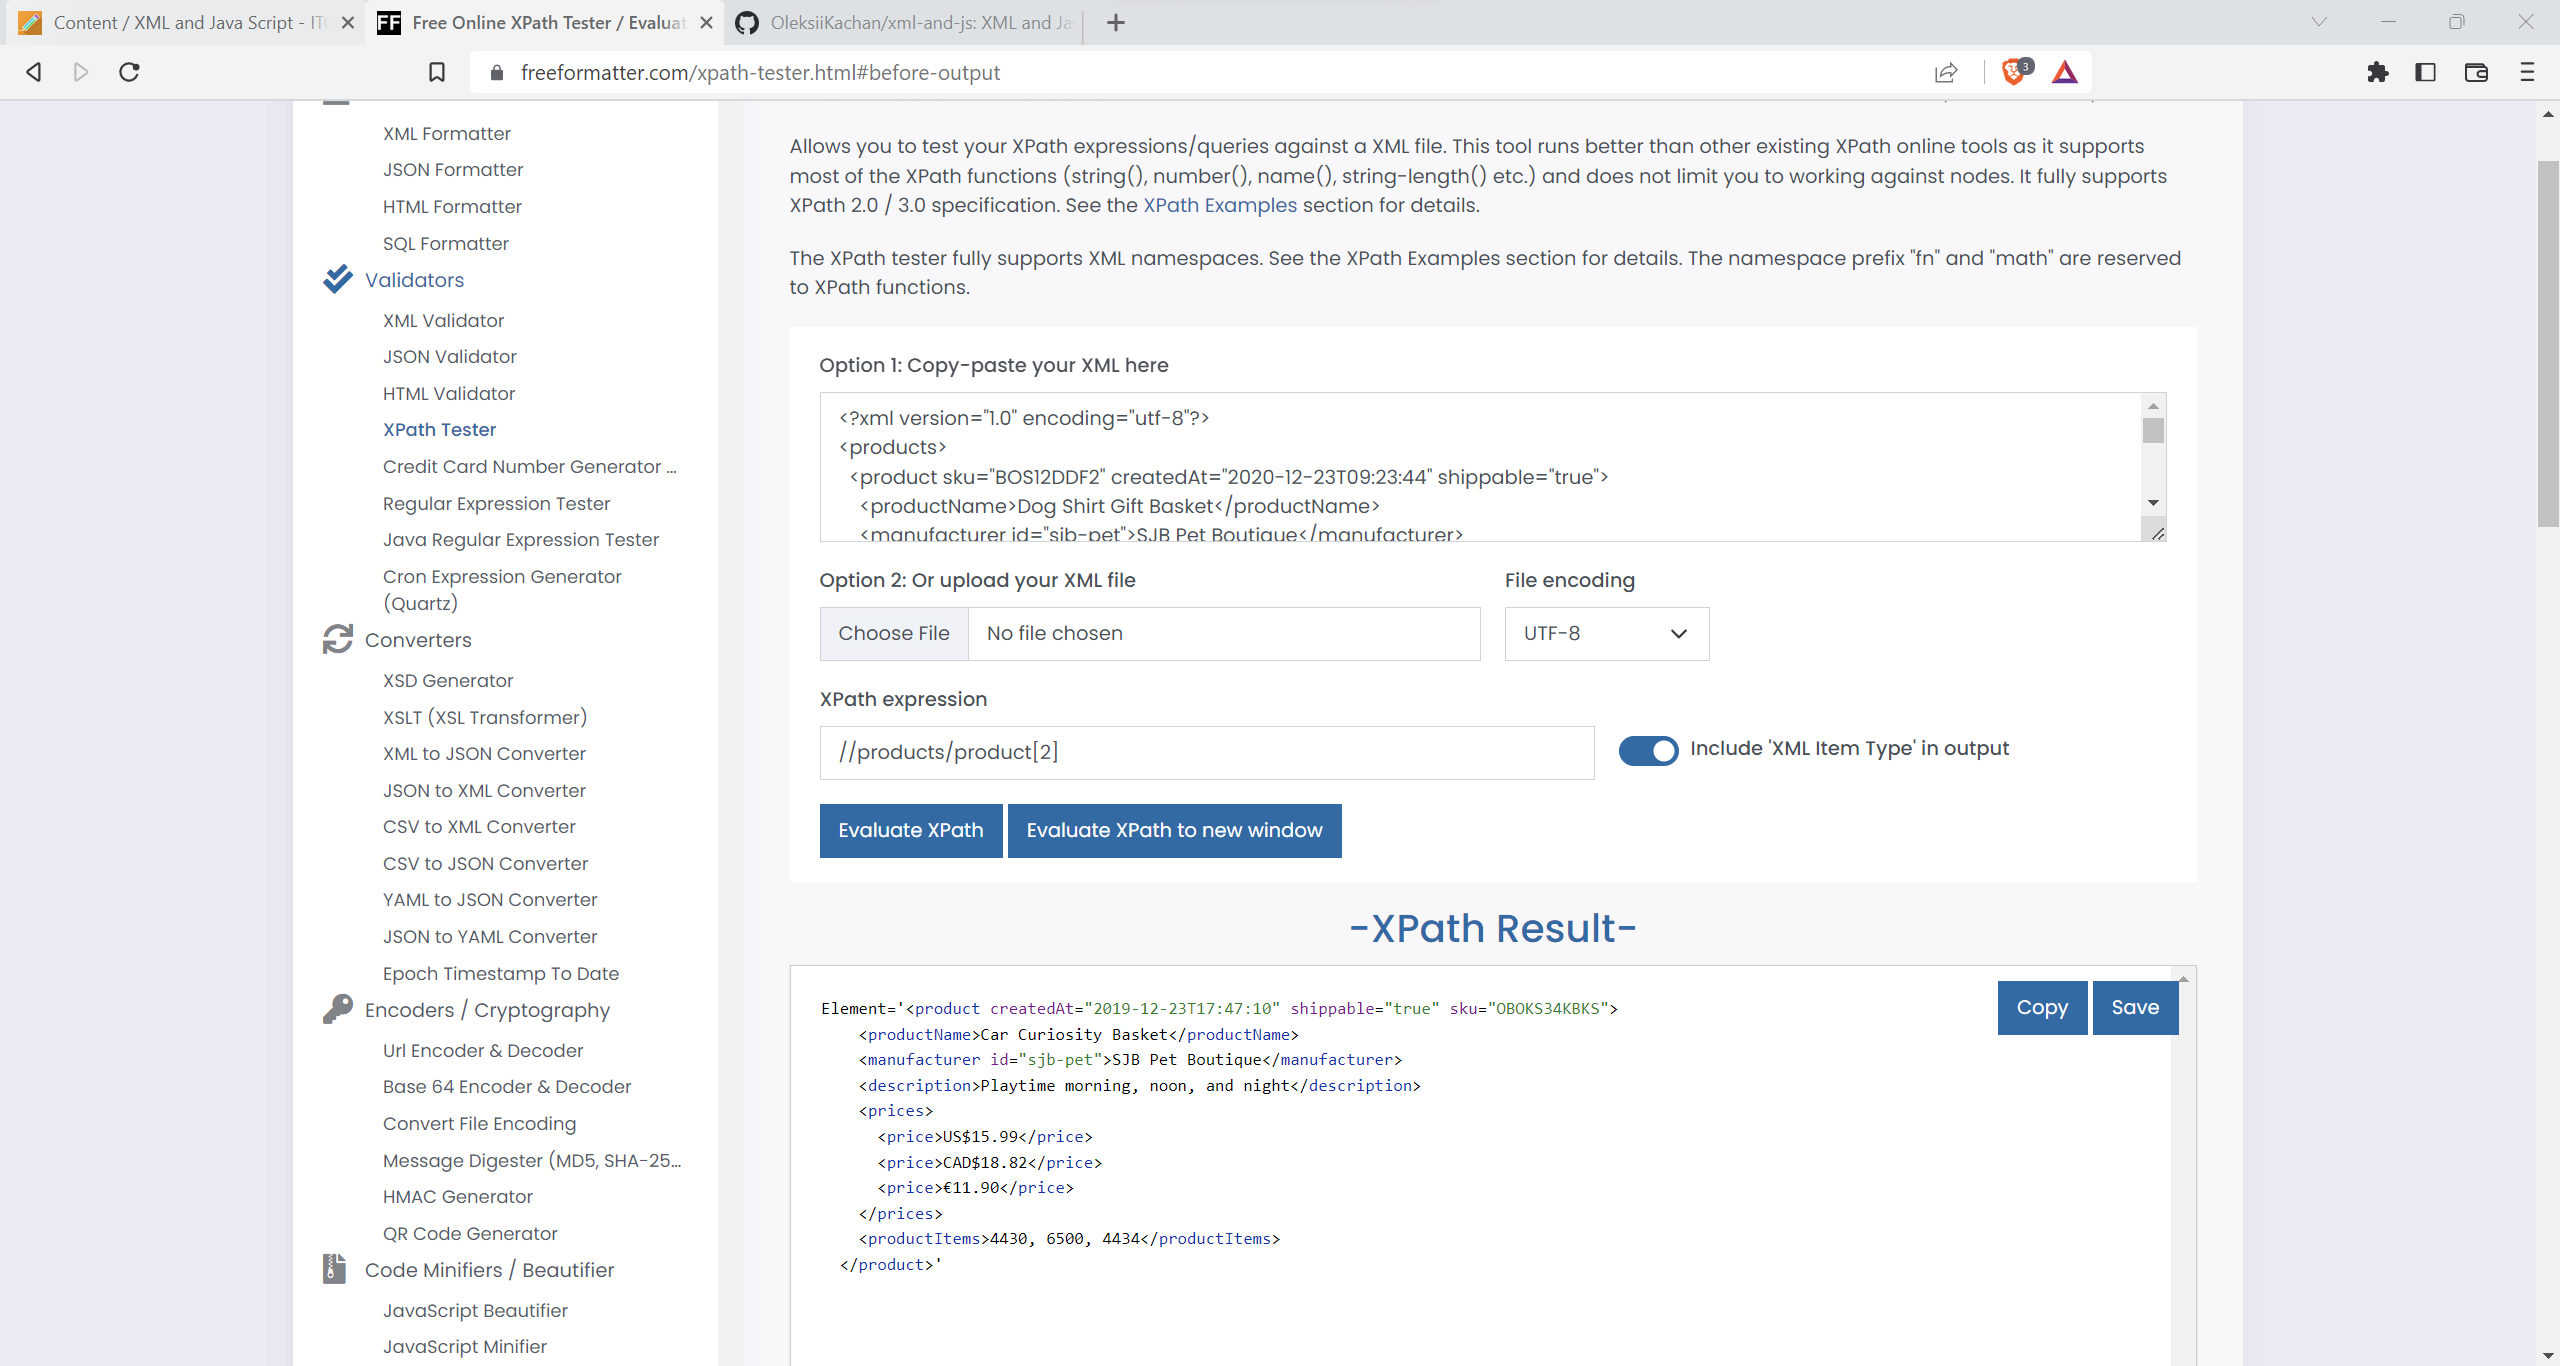 Content / XML and Java Script - IT
Free Online XPath Tester / Evaluat
OleksiiKachan/xml-and-js: XML and Ja
freeformatter.com/xpath-tester.html#before-output
3
XML Formatter
JSON Formatter
HTML Formatter
SQL Formatter
Validators
XML Validator
JSON Validator
HTML Validator
XPath Tester
Credit Card Number Generator ...
Regular Expression Tester
Java Regular Expression Tester
Cron Expression Generator
(Quartz)
Converters
XSD Generator
XSLT (XSL Transformer)
XML to JSON Converter
JSON to XML Converter
CSV to XML Converter
CSV to JSON Converter
YAML to JSON Converter
JSON to YAML Converter
Epoch Timestamp To Date
Encoders / Cryptography
Url Encoder & Decoder
Base 64 Encoder & Decoder
Convert File Encoding
Message Digester (MD5, SHA-25...
HMAC Generator
QR Code Generator
Code Minifiers / Beautifier
JavaScript Beautifier
JavaScript Minifier
Allows you to test your XPath expressions/queries against a XML file. This tool runs better than other existing XPath online tools as it supports
most of the XPath functions (string(), number(), name(), string-length() etc.) and does not limit you to working against nodes. It fully supports
XPath 2.0 / 3.0 specification. See the XPath Examples section for details.
The XPath tester fully supports XML namespaces. See the XPath Examples section for details. The namespace prefix "fn" and "math" are reserved
to XPath functions.
Option 1: Copy-paste your XML here
<?xml version="1.0" encoding="utf-8"?>
<products>
<product sku="BOS12DDF2" createdAt="2020-12-23T09:23:44" shippable="true">
<productName>Dog Shirt Gift Basket</productName>
<manufacturer id="sjb-pet">SJB Pet Boutique</manufacturer>
Option 2: Or upload your XML file
File encoding
Choose File
No file chosen
UTF-8
XPath expression
//products/product[2]
Include 'XML Item Type' in output
Evaluate XPath
Evaluate XPath to new window
-XPath Result-
Copy
Save
Element='<product createdAt="2019-12-23T17:47:10" shippable="true" sku="OBOKS34KBKS">
<productName>Car Curiosity Basket</productName>
<manufacturer id="sjb-pet">SJB Pet Boutique</manufacturer>
<description>Playtime morning, noon, and night</description>
<prices>
<price>US$15.99</price>
<price>CAD$18.82</price>
<price>€11.90</price>
</prices>
<productItems>4430, 6500, 4434</productItems>
</product>'